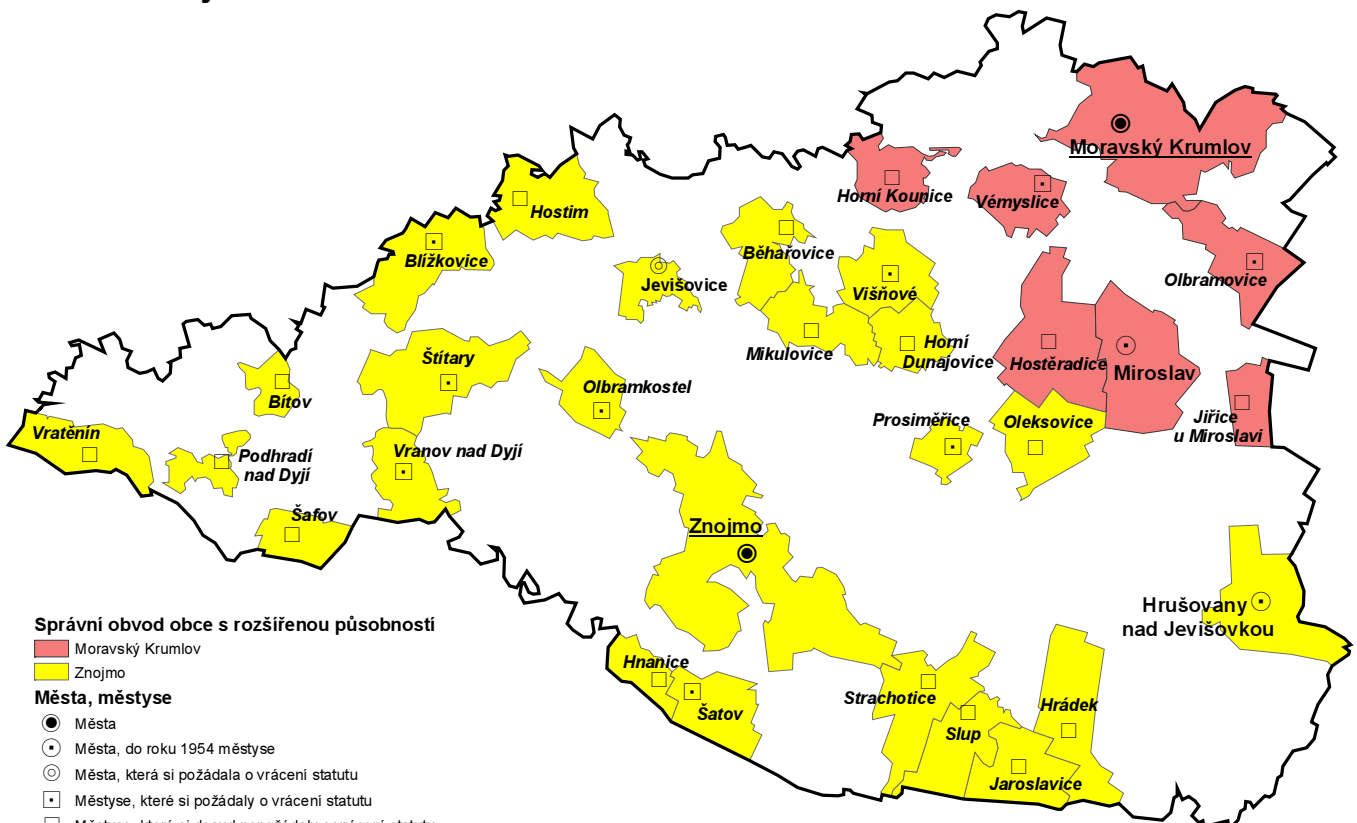 Moravský Krumlov
Horní Kounice
Vémyslice
Hostim
Běhařovice
Blížkovice
Jevišovice
Višňové
Olbramovice
Mikulovice
Horní
Dunajovice
Hostěradice
Miroslav
Štítary
Olbramkostel
Bítov
Prosiměřice
Oleksovice
Jiřice
u Miroslavi
Vratěnín
Podhradí
nad Dyjí
Vranov nad Dyjí
Šafov
Znojmo
Hrušovany
nad Jevišovkou
Hnanice
Šatov
Strachotice
Hrádek
Slup
Jaroslavice
Správní obvod obce s rozšířenou působností
Moravský Krumlov
Znojmo
Města, městyse
Města
Města, do roku 1954 městyse
Města, která si požádala o vrácení statutu
Městyse, které si požádaly o vrácení statutu